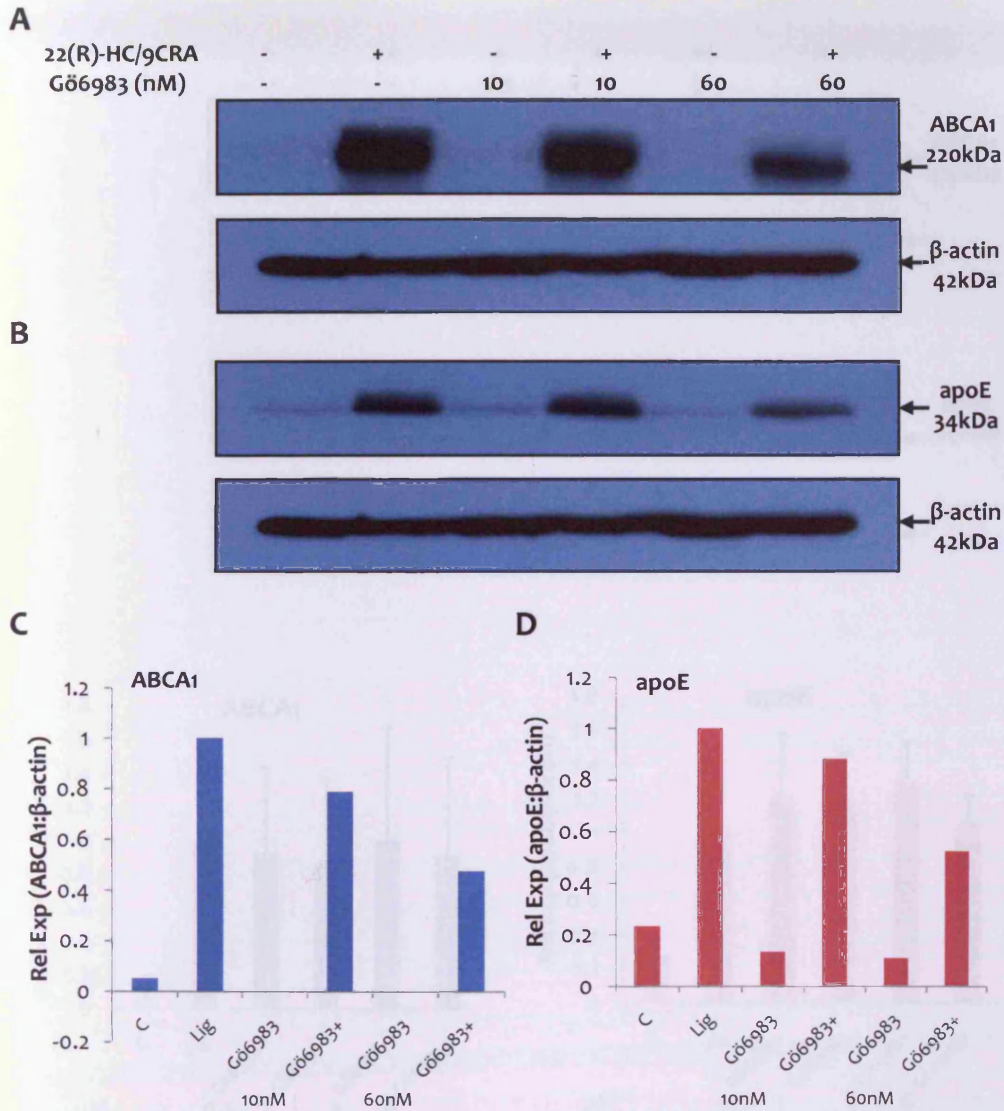 A
22(R)-HC/9CRA - + - + - +
Gö6983 (nM) - - 10 10 60 60
ABCA1
220kDa
β-actin
42kDa
B
apoE
34kDa
β-actin
42kDa
C
ABCA1
Rel Exp (ABCA1:β-actin)
1.2
1
0.8
0.6
0.4
0.2
0
-0.2
C
Lig
Gö6983
Gö6983+
Gö6983
Gö6983+
10nM
60nM
D
apoE
Rel Exp (apoE:β-actin)
1.2
1
0.8
0.6
0.4
0.2
0
C
Lig
Gö6983
Gö6983+
Gö6983
Gö6983+
10nM
60nM